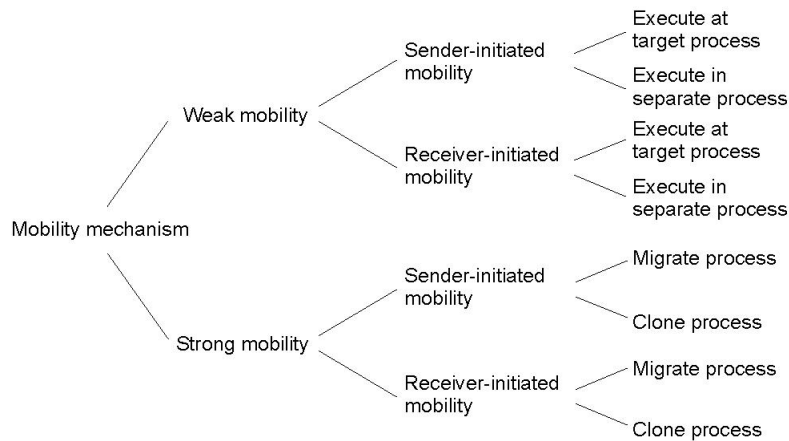 Execute at
target process
Sender-initiated
mobility
Execute in
separate process
Weak mobility
Execute at
target process
Receiver-initiated
mobility
Execute in
separate process
Mobility mechanism
Sender-initiated
mobility
Migrate process
Clone process
Strong mobility
Receiver-initiated
mobility
Migrate process
Clone process